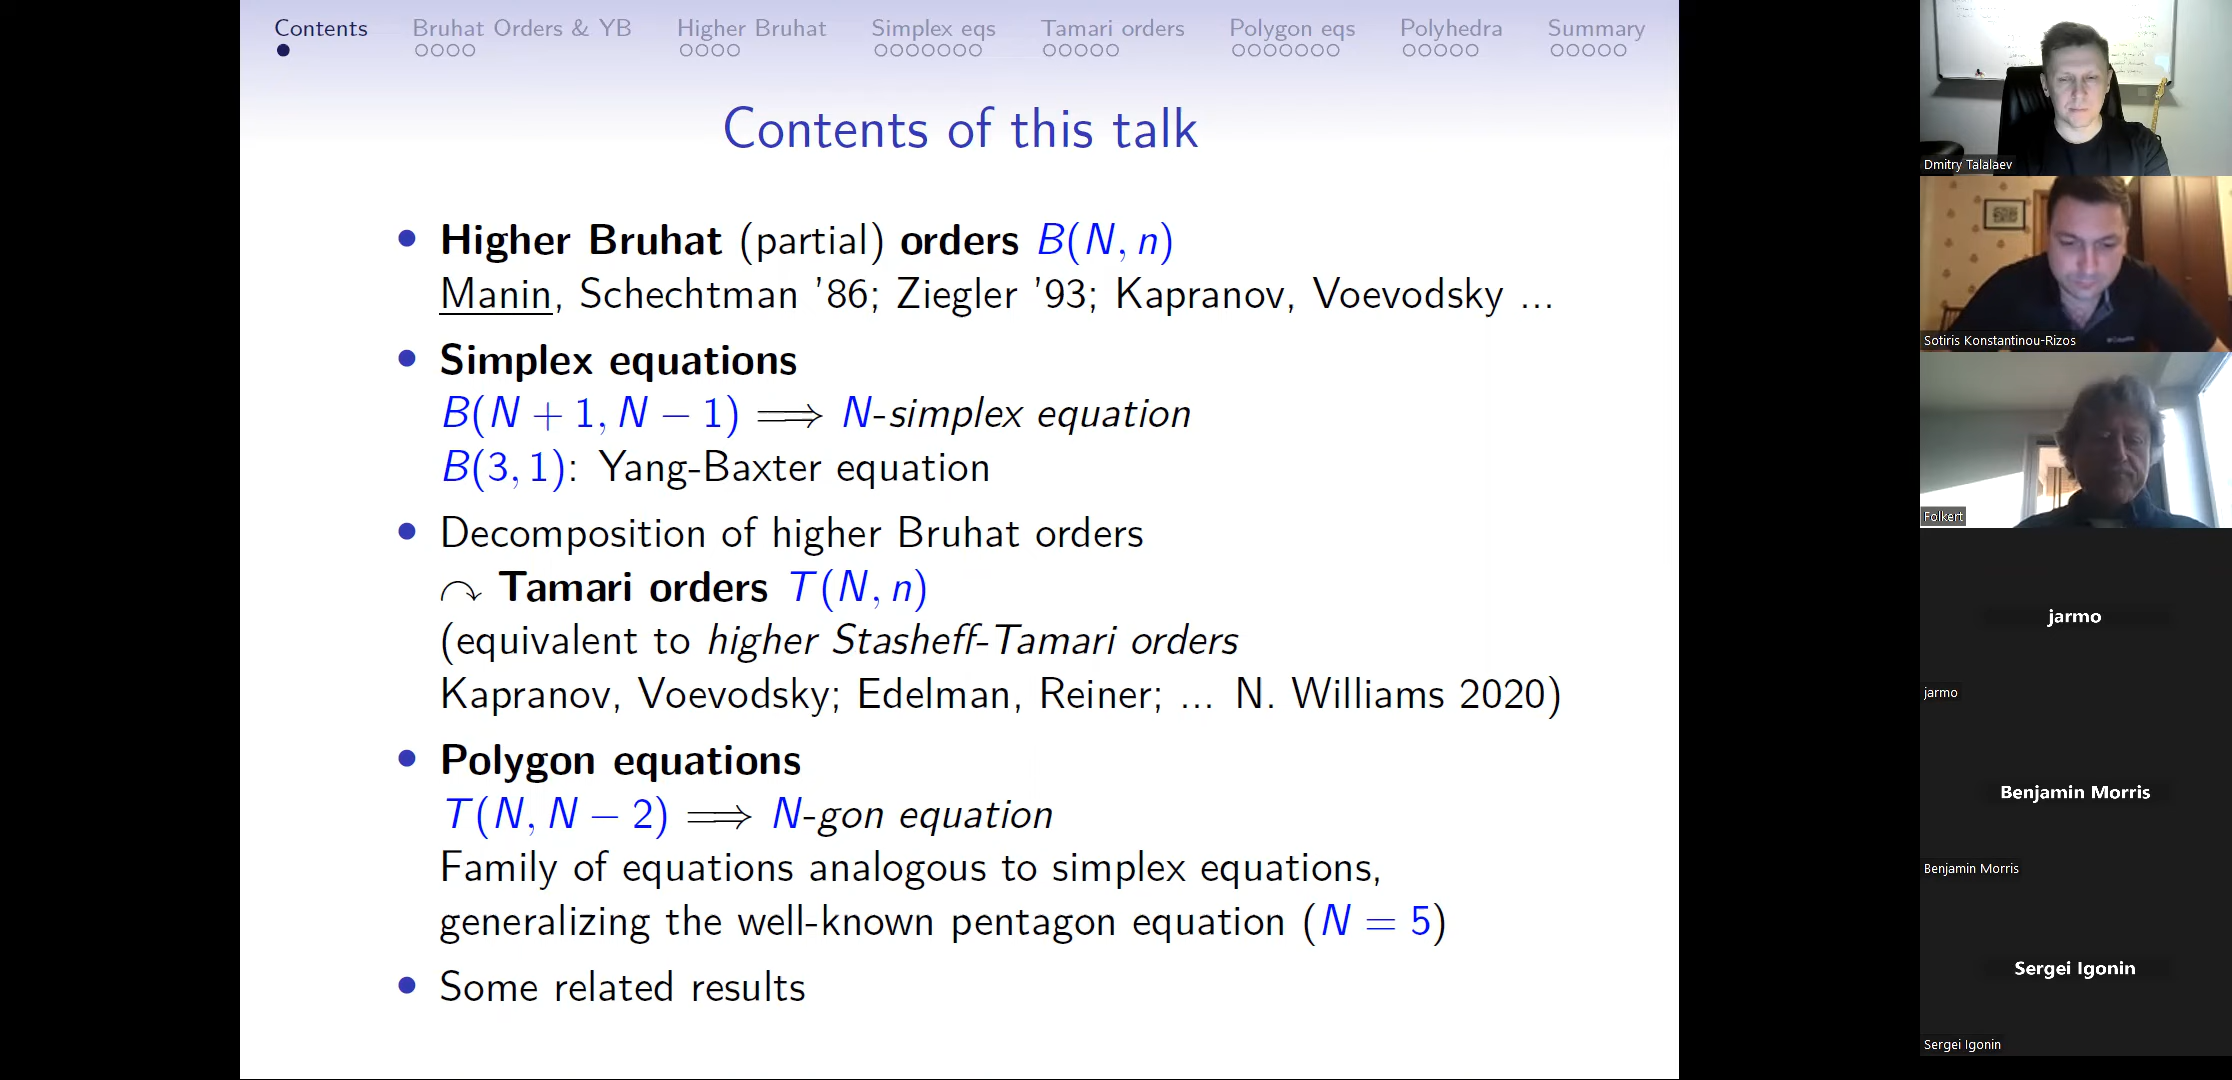 Contents Bruhat Orders & YB Higher Bruhat Simplex eqs Tamari orders Polygon eqs Polyhedra Summary
Contents of this talk
• Higher Bruhat (partial) orders B(N, n)
Manin, Schechtman ’86; Ziegler ’93; Kapranov, Voevodsky ...
• Simplex equations
B(N + 1, N − 1) ⟹ N-simplex equation
B(3, 1): Yang-Baxter equation
• Decomposition of higher Bruhat orders
↷ Tamari orders T(N, n)
(equivalent to higher Stasheff-Tamari orders
Kapranov, Voevodsky; Edelman, Reiner; ... N. Williams 2020)
• Polygon equations
T(N, N − 2) ⟹ N-gon equation
Family of equations analogous to simplex equations,
generalizing the well-known pentagon equation (N = 5)
• Some related results
Dmitry Talalaev
Sotiris Konstantinou-Rizos
Folkert
jarmo
jarmo
Benjamin Morris
Benjamin Morris
Sergei Igonin
Sergei Igonin